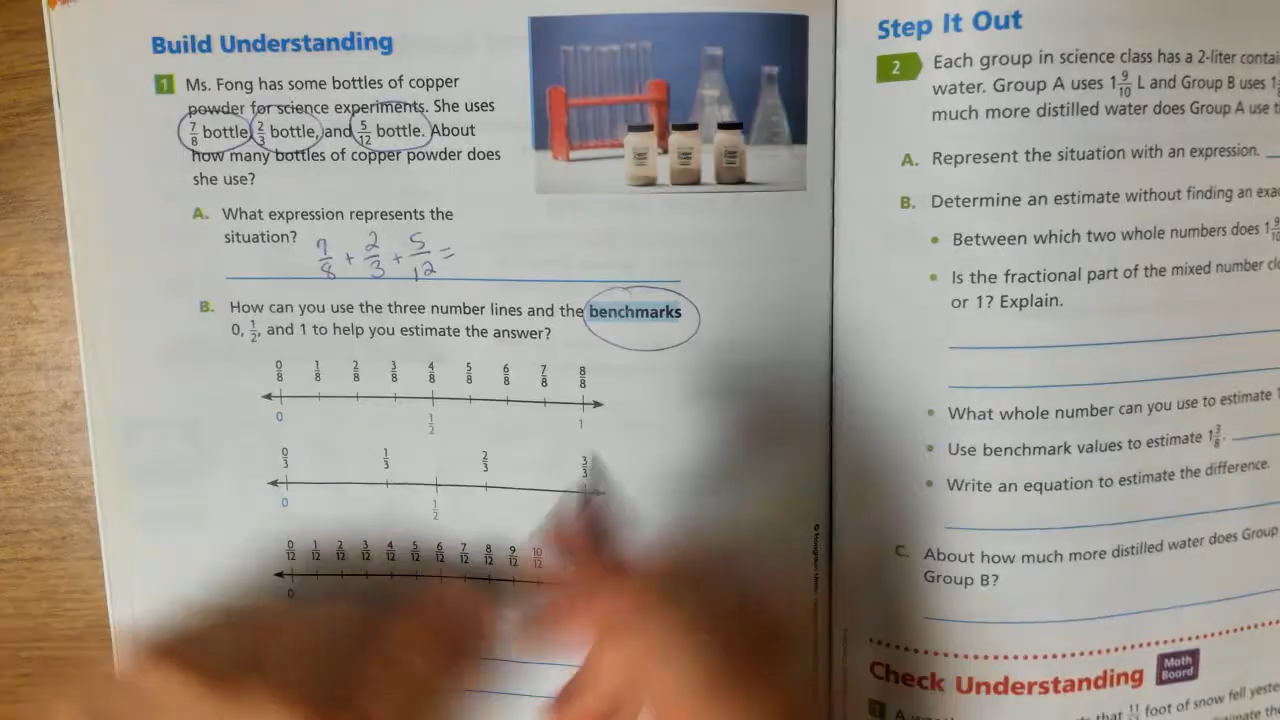 Build Understanding
1 Ms. Fong has some bottles of copper
powder for science experiments. She uses
7/8 bottle, 2/3 bottle, and 5/12 bottle. About
how many bottles of copper powder does
she use?
A. What expression represents the
situation?
7/8 + 2/3 + 5/12 =
B. How can you use the three number lines and the benchmarks
0, 1/2, and 1 to help you estimate the answer?
0/8 1/8 2/8 3/8 4/8 5/8 6/8 7/8 8/8
0 1/2 1
0/3 1/3 2/3 3/3
0 1/2
0/12 1/12 2/12 3/12 4/12 5/12 6/12 7/12 8/12 9/12 10/12
0
Step It Out
2 Each group in science class has a 2-liter
water. Group A uses 1 9/10 L and Group B uses
much more distilled water does Group A use
A. Represent the situation with an expression.
B. Determine an estimate without finding an
• Between which two whole numbers does 1 9/10
• Is the fractional part of the mixed number
or 1? Explain.
• What whole number can you use to estimate
• Use benchmark values to estimate 1 3/8.
• Write an equation to estimate the difference.
C. About how much more distilled water does Group
Group B?
Check Understanding Math
Board
1
that 11/12 foot of snow fell